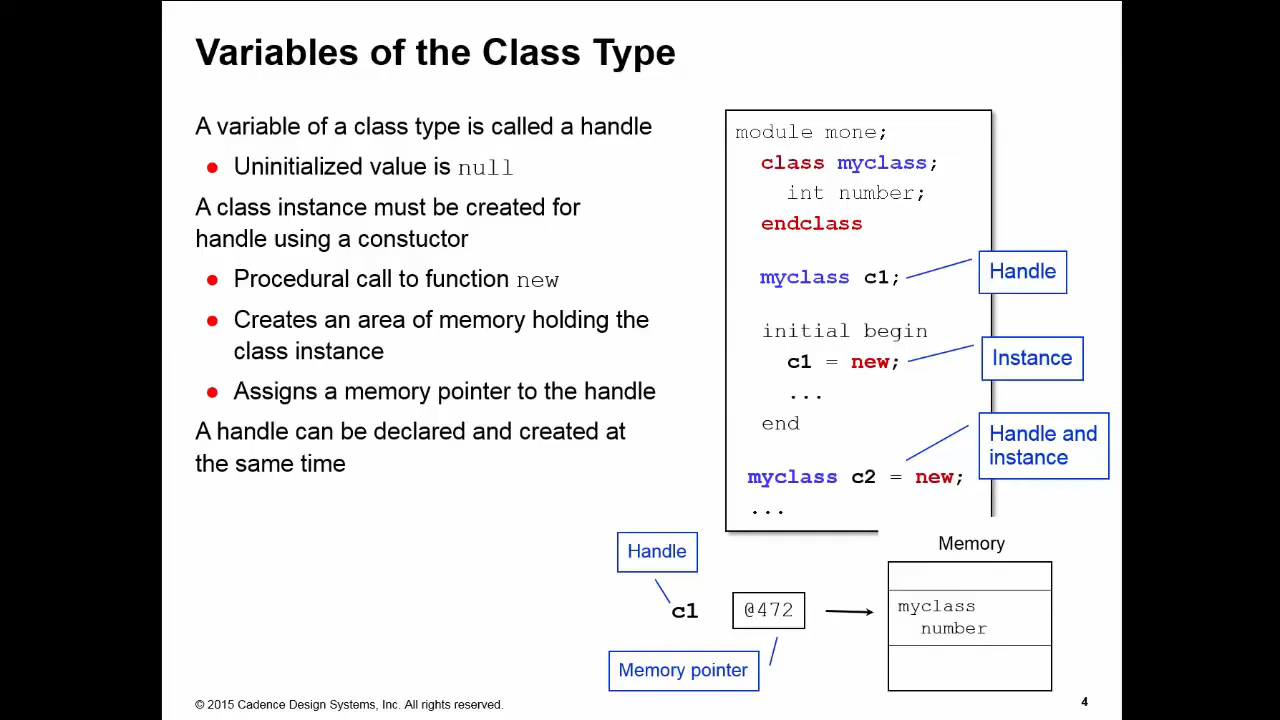 Variables of the Class Type
A variable of a class type is called a handle
● Uninitialized value is null
A class instance must be created for
handle using a constuctor
● Procedural call to function new
● Creates an area of memory holding the
class instance
● Assigns a memory pointer to the handle
A handle can be declared and created at
the same time
module mone;
class myclass;
int number;
endclass
myclass c1;
Handle
initial begin
c1 = new;
Instance
...
end
Handle and
instance
myclass c2 = new;
...
Handle
c1
@472
Memory pointer
Memory
myclass
number
© 2015 Cadence Design Systems, Inc. All rights reserved.
4